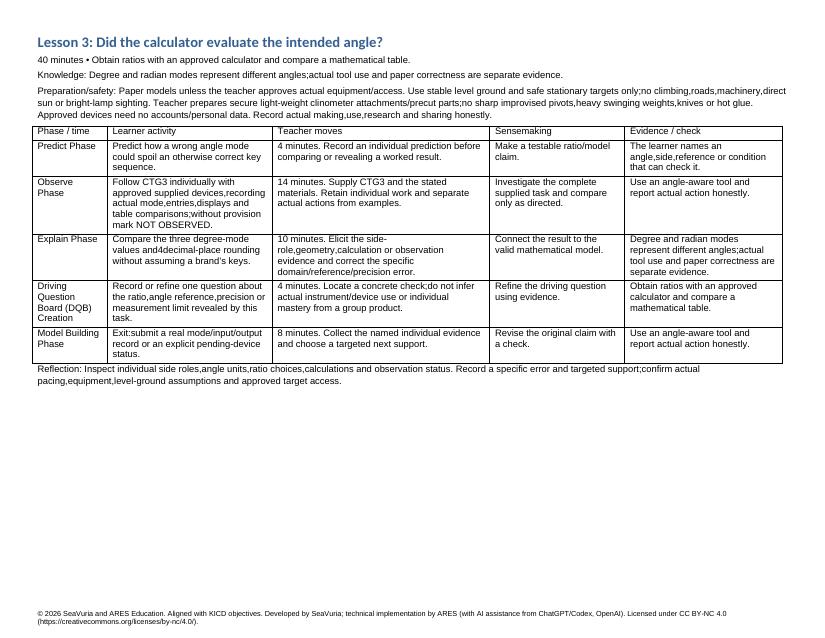 Lesson 3: Did the calculator evaluate the intended angle?
40 minutes • Obtain ratios with an approved calculator and compare a mathematical table.
Knowledge: Degree and radian modes represent different angles;actual tool use and paper correctness are separate evidence.
Preparation/safety: Paper models unless the teacher approves actual equipment/access. Use stable level ground and safe stationary targets only;no climbing,roads,machinery,direct
sun or bright-lamp sighting. Teacher prepares secure light-weight clinometer attachments/precut parts;no sharp improvised pivots,heavy swinging weights,knives or hot glue.
Approved devices need no accounts/personal data. Record actual making,use,research and sharing honestly.
Phase / time
Learner activity
Teacher moves
Sensemaking
Evidence / check
Predict Phase
Predict how a wrong angle mode
could spoil an otherwise correct key
sequence.
4 minutes. Record an individual prediction before
comparing or revealing a worked result.
Make a testable ratio/model
claim.
The learner names an
angle,side,reference or condition
that can check it.
Observe
Phase
Follow CTG3 individually with
approved supplied devices,recording
actual mode,entries,displays and
table comparisons;without provision
mark NOT OBSERVED.
14 minutes. Supply CTG3 and the stated
materials. Retain individual work and separate
actual actions from examples.
Investigate the complete
supplied task and compare
only as directed.
Use an angle-aware tool and
report actual action honestly.
Explain Phase
Compare the three degree-mode
values and4decimal-place rounding
without assuming a brand's keys.
10 minutes. Elicit the side-
role,geometry,calculation or observation
evidence and correct the specific
domain/reference/precision error.
Connect the result to the
valid mathematical model.
Degree and radian modes
represent different angles;actual
tool use and paper correctness are
separate evidence.
Driving
Question
Board (DQB)
Creation
Record or refine one question about
the ratio,angle reference,precision or
measurement limit revealed by this
task.
4 minutes. Locate a concrete check;do not infer
actual instrument/device use or individual
mastery from a group product.
Refine the driving question
using evidence.
Obtain ratios with an approved
calculator and compare a
mathematical table.
Model Building
Phase
Exit:submit a real mode/input/output
record or an explicit pending-device
status.
8 minutes. Collect the named individual evidence
and choose a targeted next support.
Revise the original claim with
a check.
Use an angle-aware tool and
report actual action honestly.
Reflection: Inspect individual side roles,angle units,ratio choices,calculations and observation status. Record a specific error and targeted support;confirm actual
pacing,equipment,level-ground assumptions and approved target access.
© 2026 SeaVuria and ARES Education. Aligned with KICD objectives. Developed by SeaVuria; technical implementation by ARES (with AI assistance from ChatGPT/Codex, OpenAI). Licensed under CC BY-NC 4.0
(https://creativecommons.org/licenses/by-nc/4.0/).